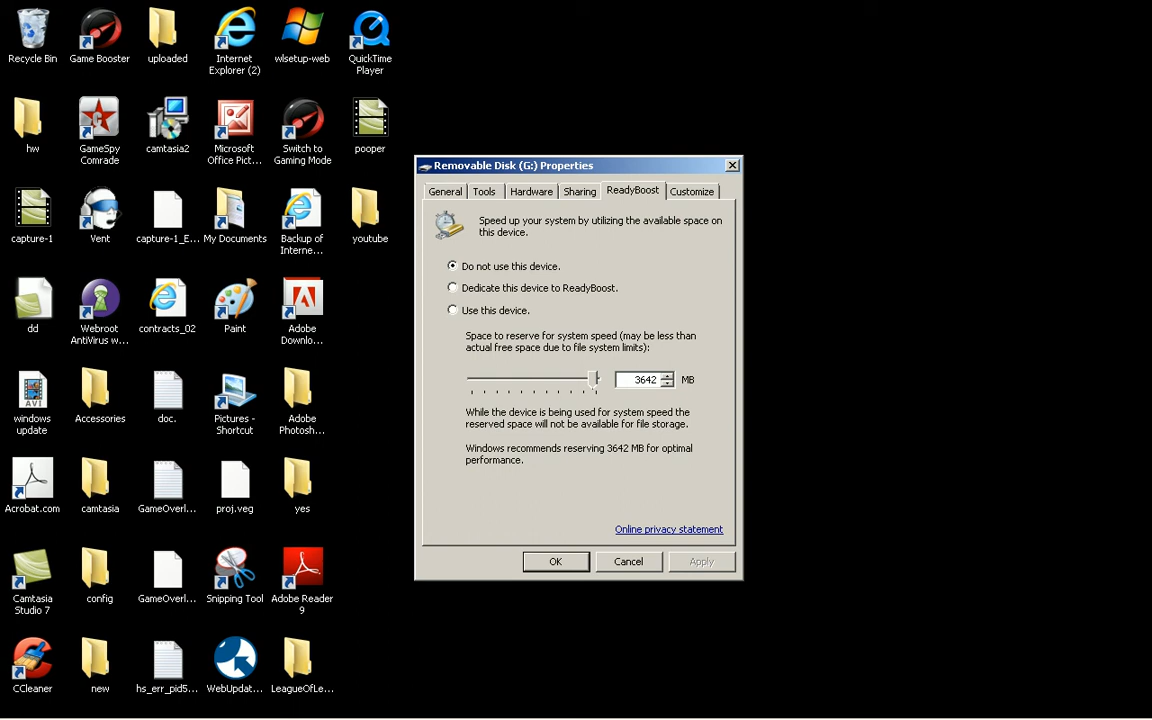 Recycle Bin
Game Booster
uploaded
Internet
Explorer (2)
wlsetup-web
QuickTime
Player
hw
GameSpy
Comrade
camtasia2
Microsoft
Office Pict...
Switch to
Gaming Mode
pooper
capture-1
Vent
capture-1_E...
My Documents
Backup of
Interne...
youtube
dd
Webroot
AntiVirus w...
contracts_02
Paint
Adobe
Downlo...
AVI
windows
update
Accessories
doc.
Pictures -
Shortcut
Adobe
Photosh...
Acrobat.com
camtasia
GameOverl...
proj.veg
yes
Camtasia
Studio 7
config
GameOverl...
Snipping Tool
Adobe Reader
9
CCleaner
new
hs_err_pid5...
WebUpdat...
LeagueOfLe...
Removable Disk (G:) Properties
General
Tools
Hardware
Sharing
ReadyBoost
Customize
Speed up your system by utilizing the available space on
this device.
Do not use this device.
Dedicate this device to ReadyBoost.
Use this device.
Space to reserve for system speed (may be less than
actual free space due to file system limits):
3642 MB
While the device is being used for system speed the
reserved space will not be available for file storage.
Windows recommends reserving 3642 MB for optimal
performance.
Online privacy statement
OK
Cancel
Apply